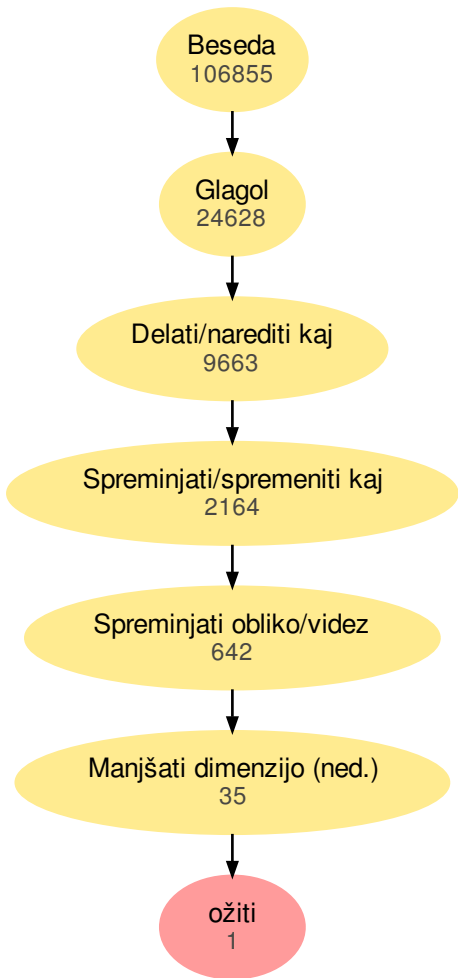 Beseda
106855
Glagol
24628
Delati/narediti kaj
9663
Spreminjati/spremeniti kaj
2164
Spreminjati obliko/videz
642
Manjšati dimenzijo (ned.)
35
ožiti
1